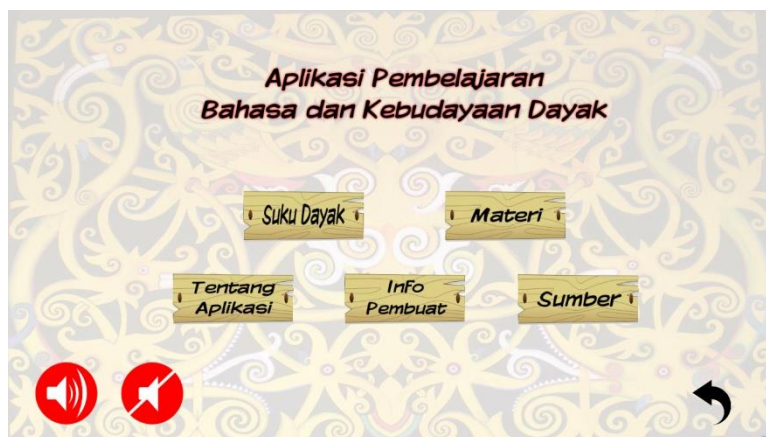 Aplikasi Pembelajaran
Bahasa dan Kebudayaan Dayak
Suku Dayak
Materi
Tentang
Aplikasi
Info
Pembuat
Sumber